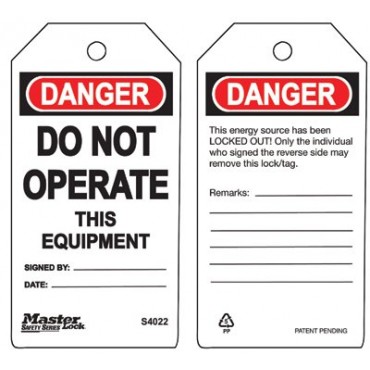 DANGER
DO NOT
OPERATE
THIS
EQUIPMENT
SIGNED BY:
DATE:
Master Lock
SAFETY SERIES
S4022
DANGER
This energy source has been
LOCKED OUT! Only the individual
who signed the reverse side may
remove this lock/tag.
Remarks:
PP
PATENT PENDING